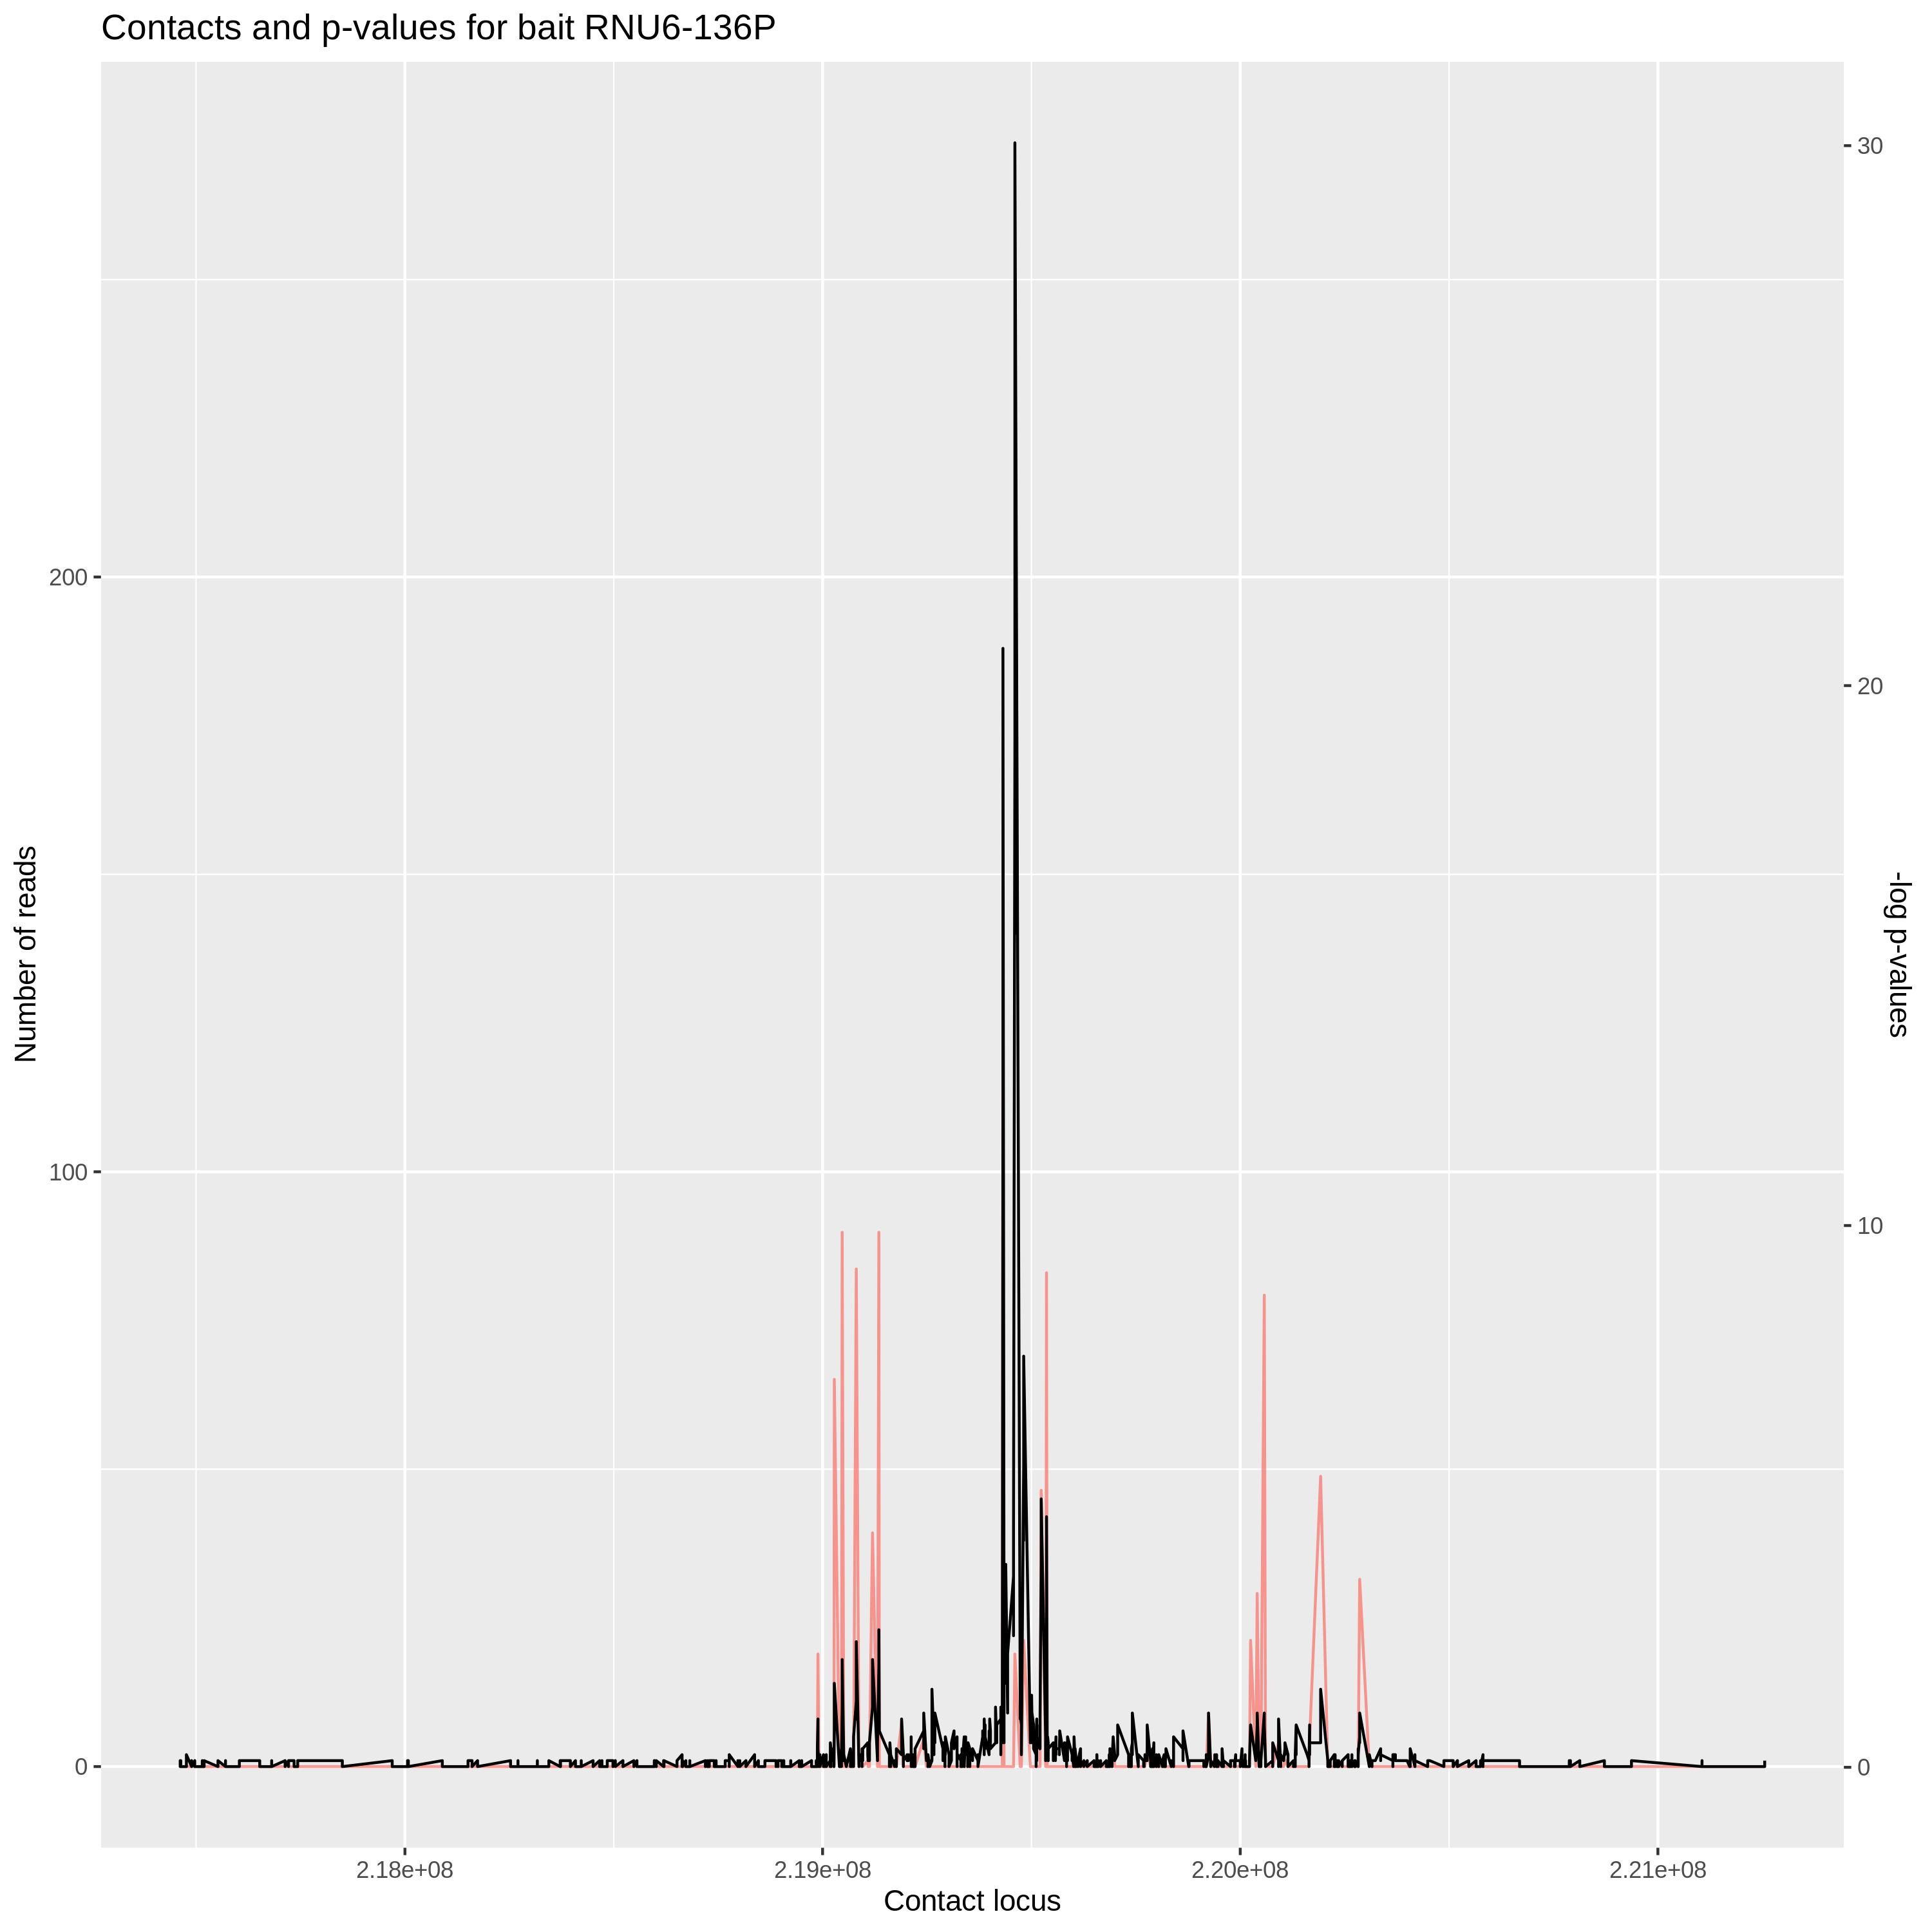 Contacts and p-values for bait RNU6-136P
30
200
20
Number of reads
-log p-values
100
10
0
0
2.18e+08
2.19e+08
2.20e+08
2.21e+08
Contact locus